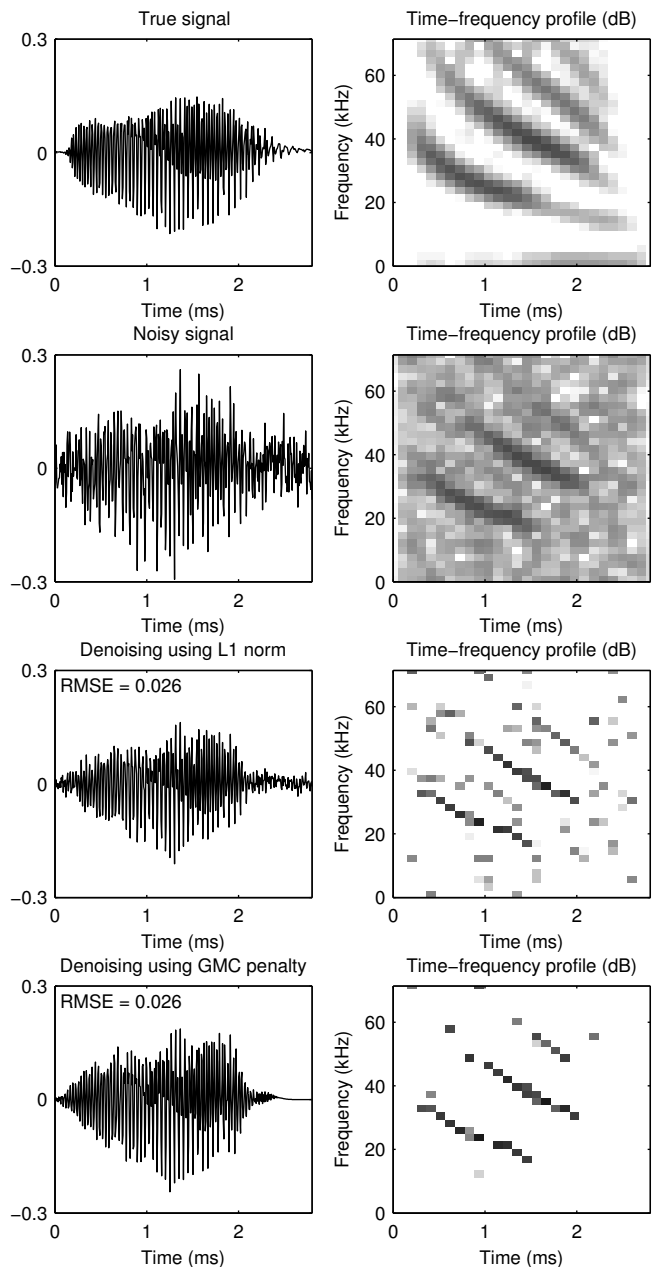 True signal
0.3
0
−0.3
0 1 2
Time (ms)
Time−frequency profile (dB)
Frequency (kHz)
60
40
20
0
0 1 2
Time (ms)
Noisy signal
0.3
0
−0.3
0 1 2
Time (ms)
Time−frequency profile (dB)
Frequency (kHz)
60
40
20
0
0 1 2
Time (ms)
Denoising using L1 norm
RMSE = 0.026
0.3
0
−0.3
0 1 2
Time (ms)
Time−frequency profile (dB)
Frequency (kHz)
60
40
20
0
0 1 2
Time (ms)
Denoising using GMC penalty
RMSE = 0.026
0.3
0
−0.3
0 1 2
Time (ms)
Time−frequency profile (dB)
Frequency (kHz)
60
40
20
0
0 1 2
Time (ms)